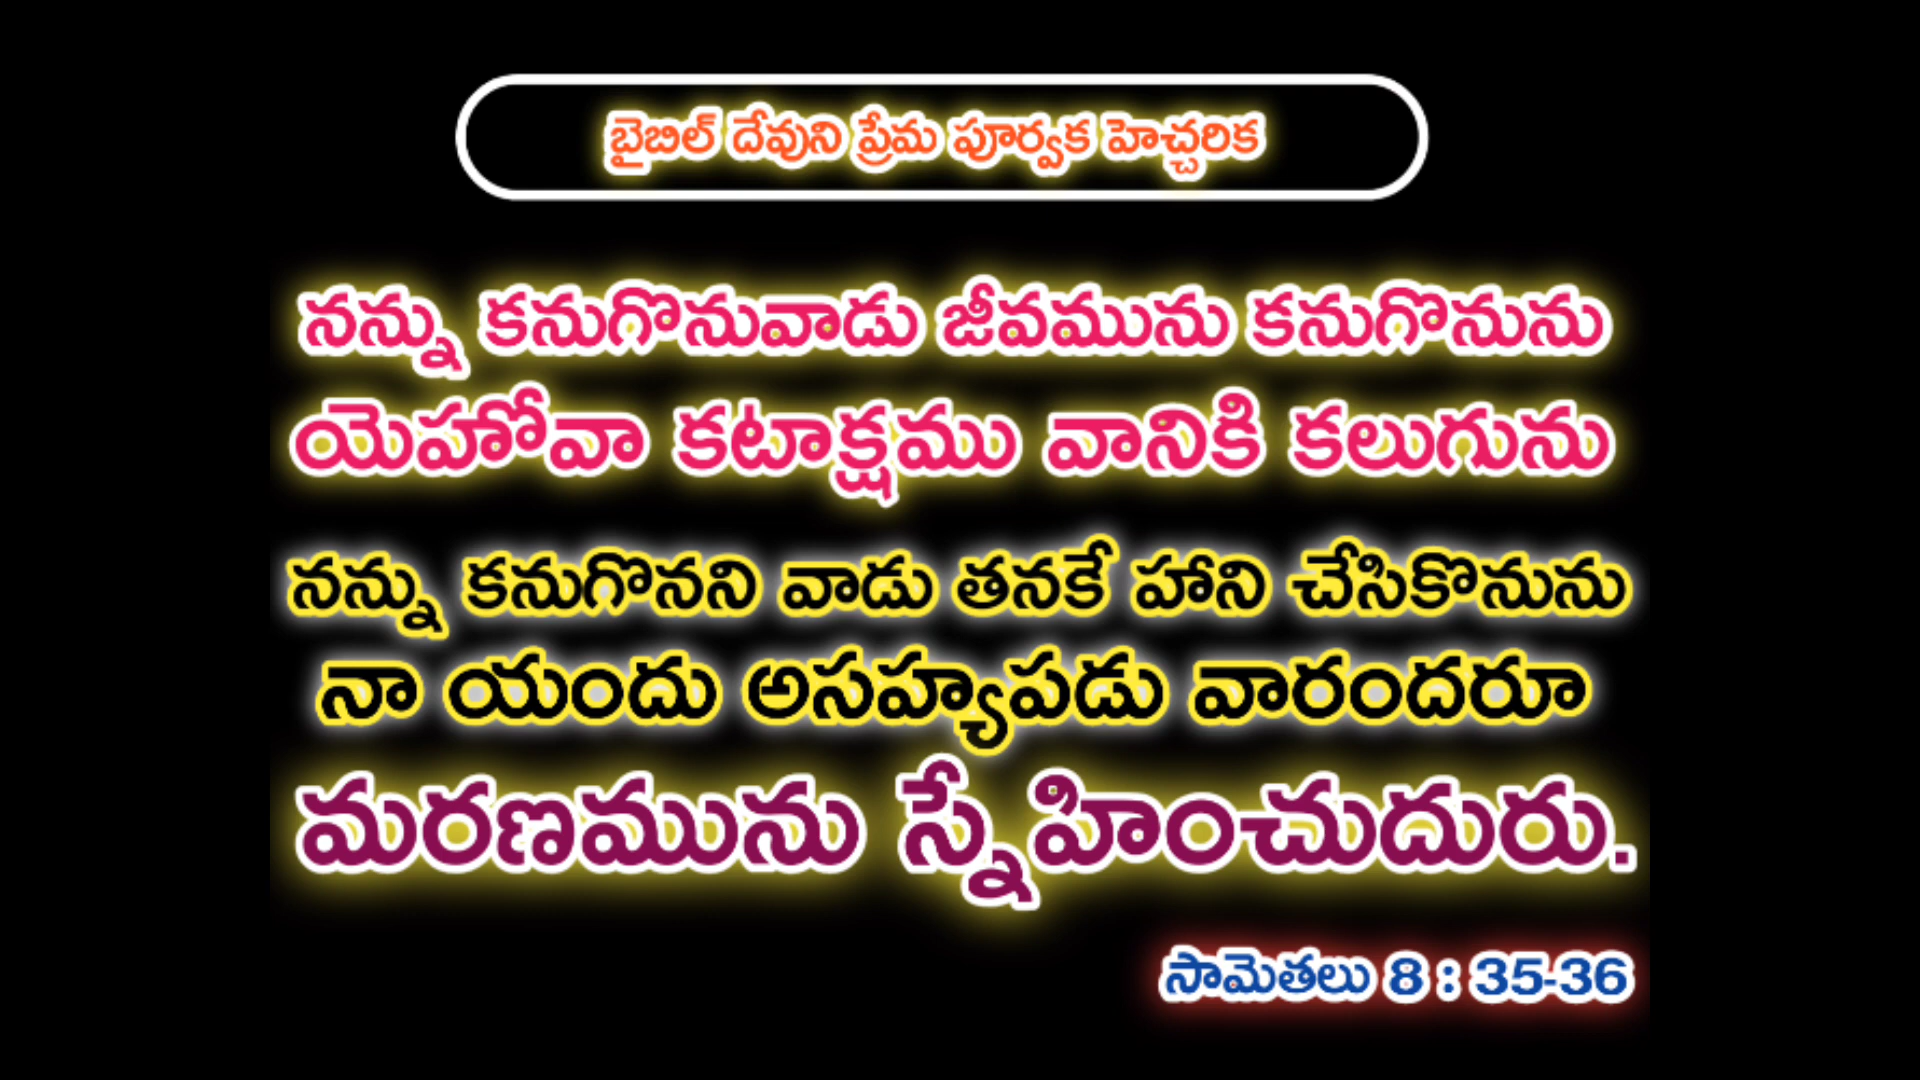 బైబిల్ దేవుని ప్రేమ పూర్వక హెచ్చరిక
నన్ను కనుగొనువాడు జీవమును కనుగొనును
యెహోవా కటాక్షము వానికి కలుగును
నన్ను కనుగొనని వాడు తనకే హాని చేసికొనును
నా యందు అసహ్యపడు వారందరూ
మరణమును స్నేహించుదురు.
సామెతలు 8 : 35-36